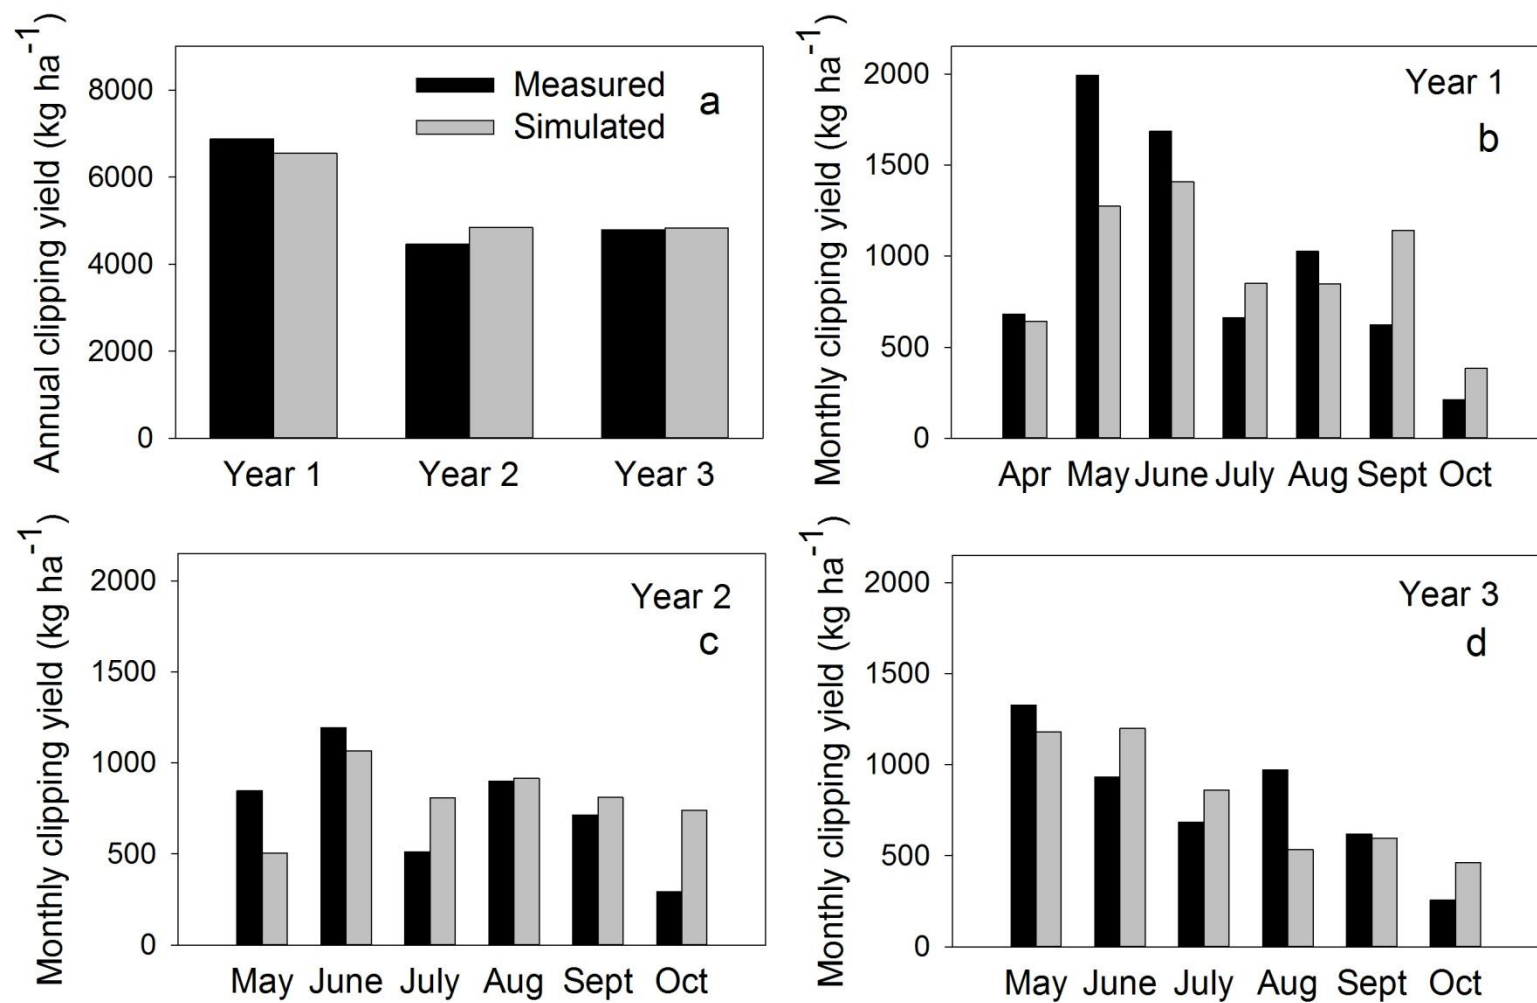 Annual clipping yield (kg ha⁻¹)
8000
6000
4000
2000
0
Measured
Simulated
a
Year 1 Year 2 Year 3
Monthly clipping yield (kg ha⁻¹)
2000
1500
1000
500
0
Year 1
b
Apr May June July Aug Sept Oct
Monthly clipping yield (kg ha⁻¹)
2000
1500
1000
500
0
Year 2
c
May June July Aug Sept Oct
Monthly clipping yield (kg ha⁻¹)
2000
1500
1000
500
0
Year 3
d
May June July Aug Sept Oct